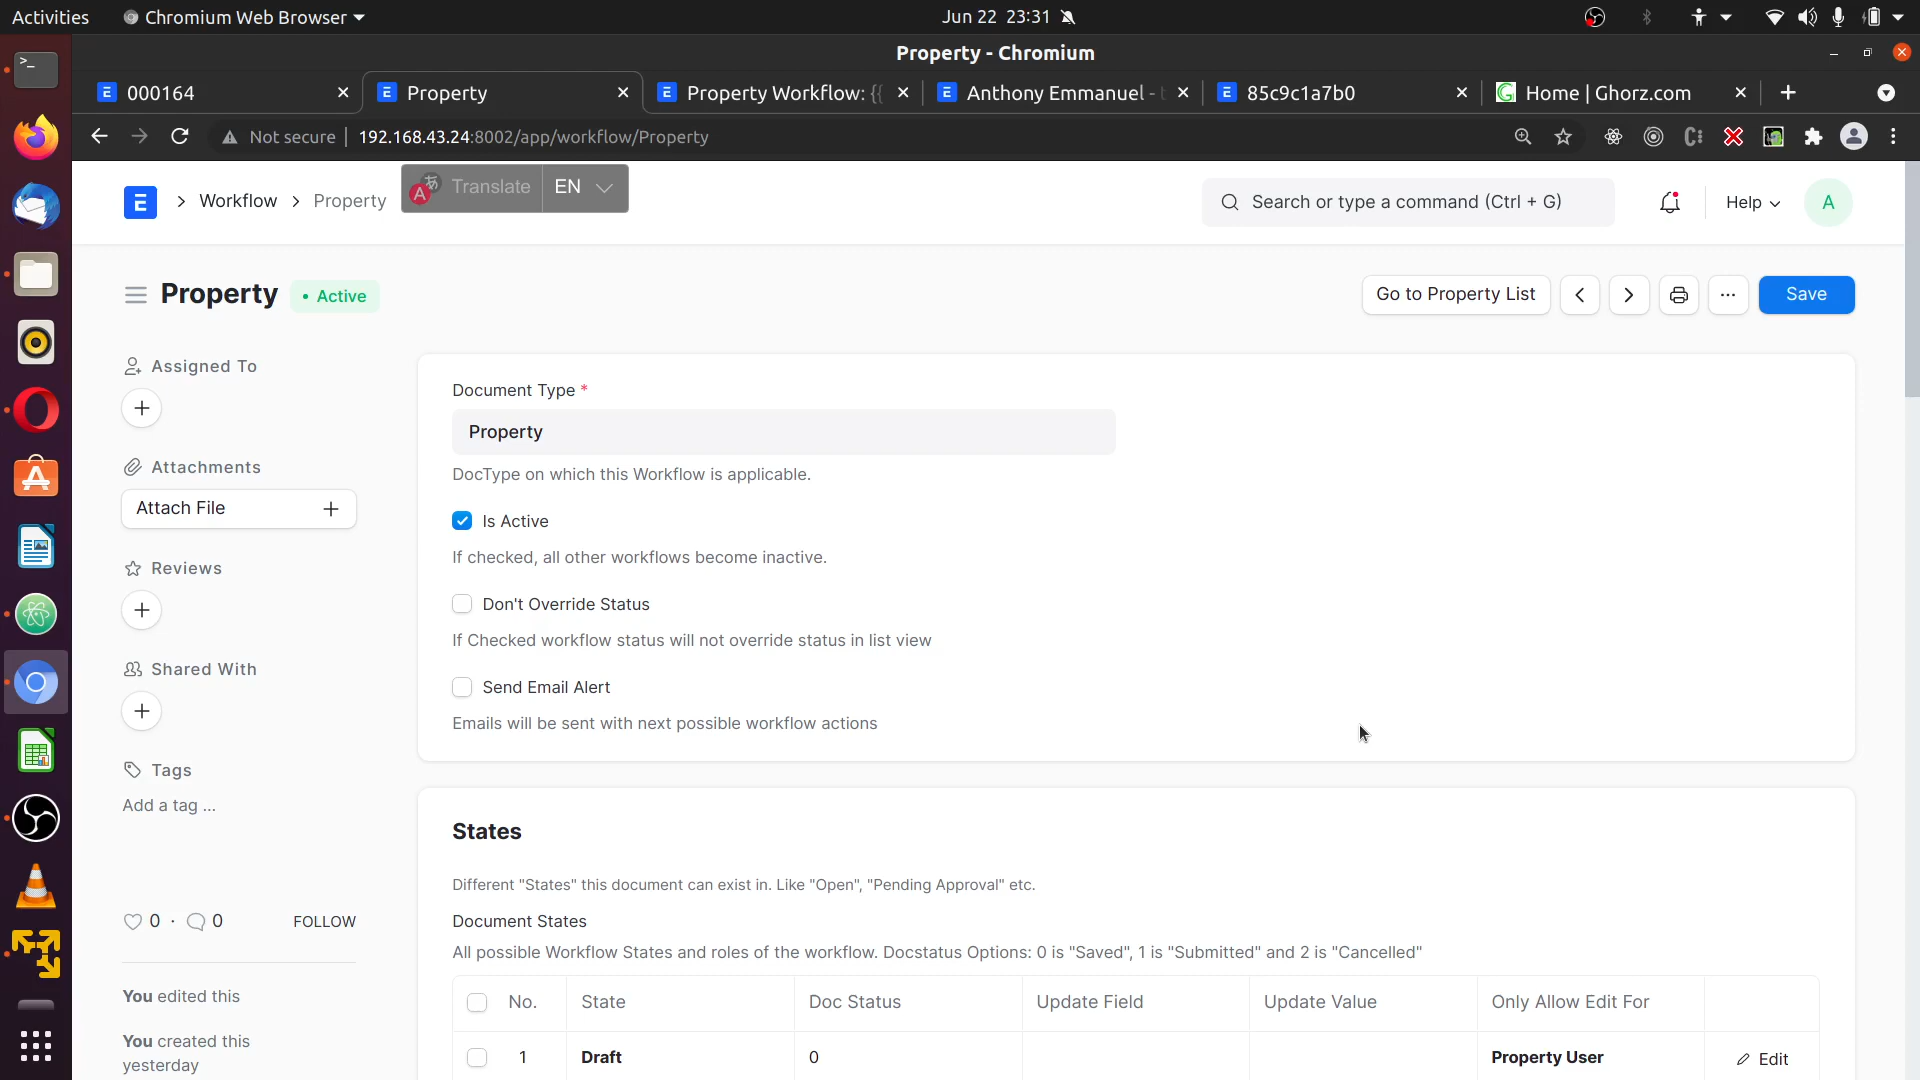 Activities Chromium Web Browser Jun 22 23:31
Property - Chromium
000164 Property Property Workflow: {{ Anthony Emmanuel - t 85c9c1a7b0 Home | Ghorz.com
Not secure 192.168.43.24:8002/app/workflow/Property
Workflow Property Translate EN Search or type a command (Ctrl + G) Help A
Property Active Go to Property List Save
Assigned To
Attachments
Attach File
Reviews
Shared With
Tags
Add a tag ...
0 · 0 FOLLOW
You edited this
You created this
yesterday
Document Type *
Property
DocType on which this Workflow is applicable.
Is Active
If checked, all other workflows become inactive.
Don't Override Status
If Checked workflow status will not override status in list view
Send Email Alert
Emails will be sent with next possible workflow actions
States
Different "States" this document can exist in. Like "Open", "Pending Approval" etc.
Document States
All possible Workflow States and roles of the workflow. Docstatus Options: 0 is "Saved", 1 is "Submitted" and 2 is "Cancelled"
No. State Doc Status Update Field Update Value Only Allow Edit For
1 Draft 0 Property User Edit